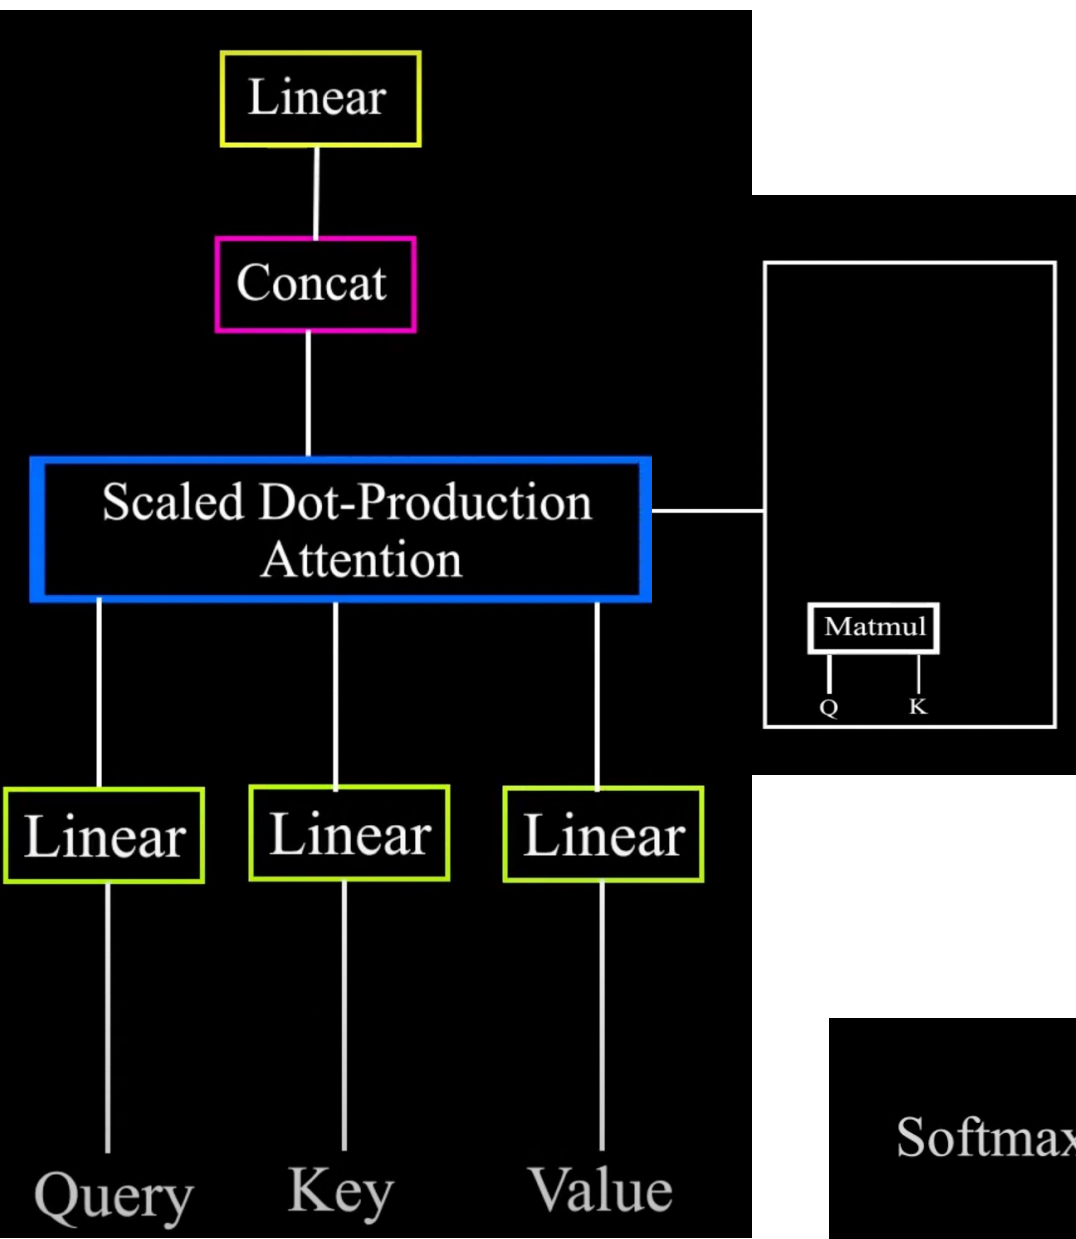 Linear
Concat
Scaled Dot-Production
Attention
Matmul
Q K
Linear Linear Linear
Query Key Value
Softmax